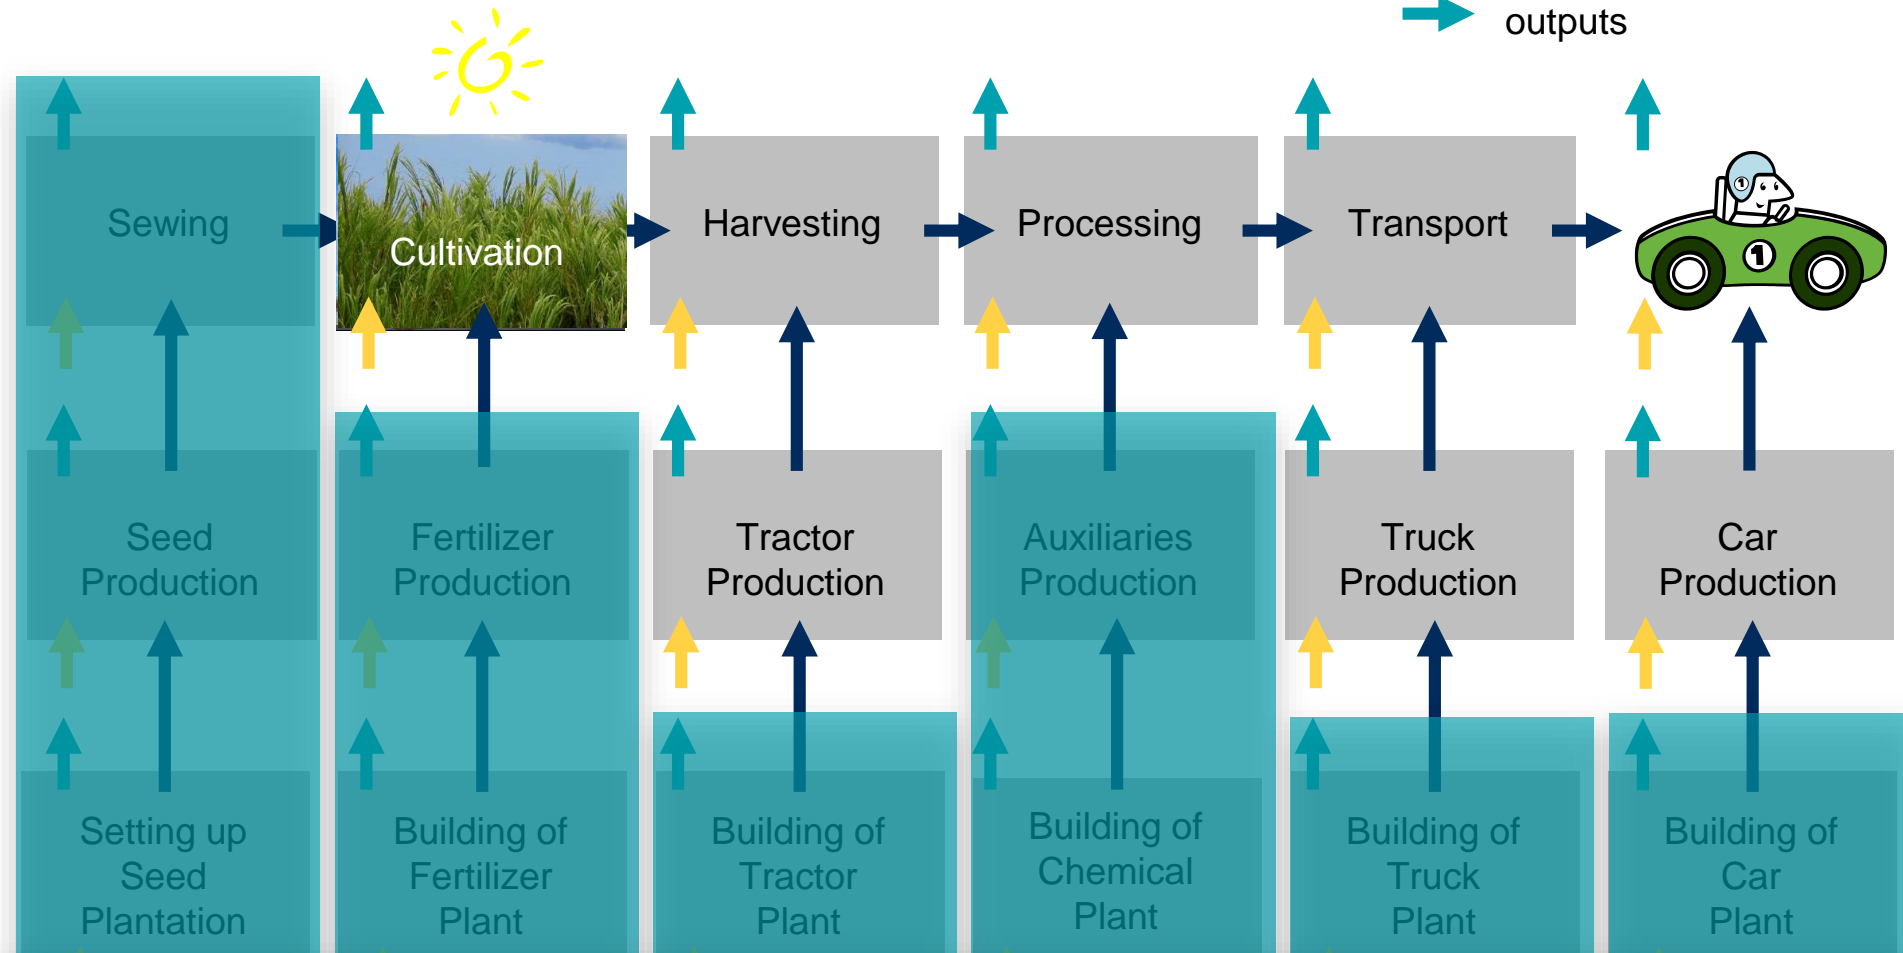 outputs
Sewing
Cultivation
Harvesting
Processing
Transport
1
1
Seed
Production
Fertilizer
Production
Tractor
Production
Auxiliaries
Production
Truck
Production
Car
Production
Setting up
Seed
Plantation
Building of
Fertilizer
Plant
Building of
Tractor
Plant
Building of
Chemical
Plant
Building of
Truck
Plant
Building of
Car
Plant